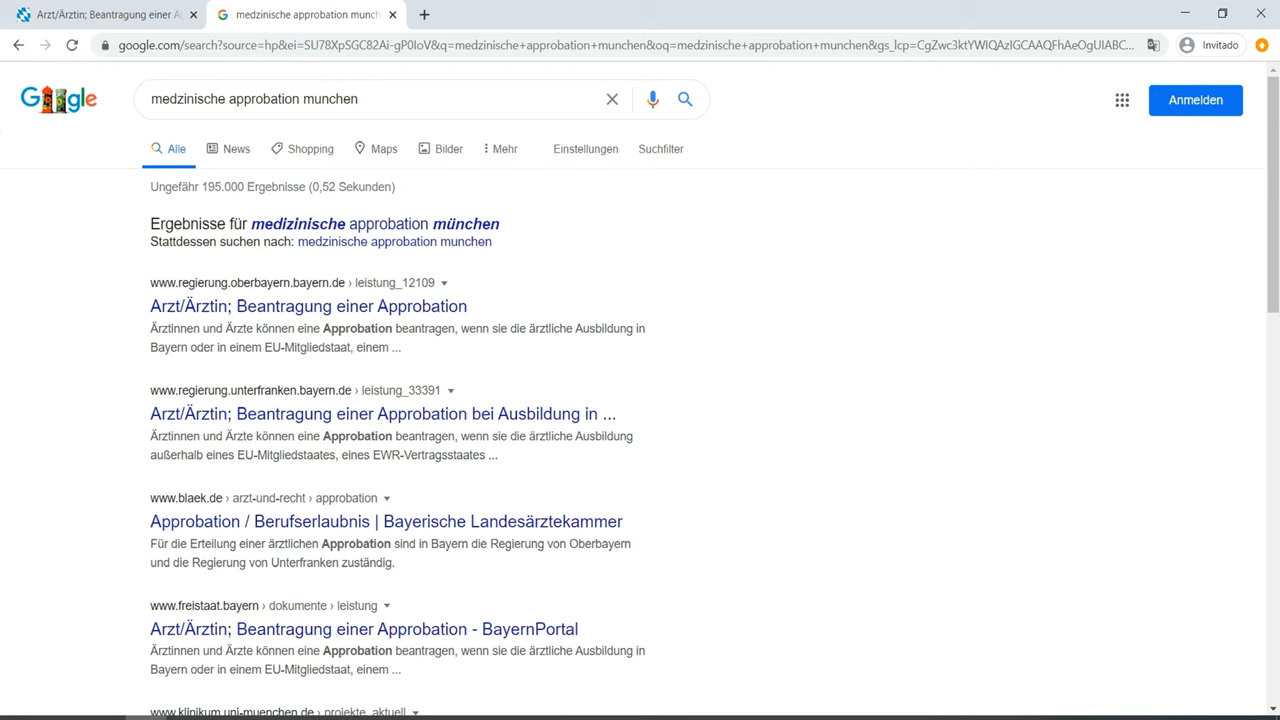 Arzt/Ärztin; Beantragung einer A
medzinische approbation munch
google.com/search?source=hp&ei=SU78XpSGC82Ai-gP0IoV&q=medzinische+approbation+munchen&oq=medzinische+approbation+munchen&gs_lcp=CgZwc3ktYWIQAzIGCAAQFhAeOgUIABC...
Invitado
Google
medzinische approbation munchen
Anmelden
Alle News Shopping Maps Bilder Mehr Einstellungen Suchfilter
Ungefähr 195.000 Ergebnisse (0,52 Sekunden)
Ergebnisse für medizinische approbation münchen
Stattdessen suchen nach: medzinische approbation munchen
www.regierung.oberbayern.bayern.de › leistung_12109
Arzt/Ärztin; Beantragung einer Approbation
Ärztinnen und Ärzte können eine Approbation beantragen, wenn sie die ärztliche Ausbildung in
Bayern oder in einem EU-Mitgliedstaat, einem ...
www.regierung.unterfranken.bayern.de › leistung_33391
Arzt/Ärztin; Beantragung einer Approbation bei Ausbildung in ...
Ärztinnen und Ärzte können eine Approbation beantragen, wenn sie die ärztliche Ausbildung
außerhalb eines EU-Mitgliedstaates, eines EWR-Vertragsstaates ...
www.blaek.de › arzt-und-recht › approbation
Approbation / Berufserlaubnis | Bayerische Landesärztekammer
Für die Erteilung einer ärztlichen Approbation sind in Bayern die Regierung von Oberbayern
und die Regierung von Unterfranken zuständig.
www.freistaat.bayern › dokumente › leistung
Arzt/Ärztin; Beantragung einer Approbation - BayernPortal
Ärztinnen und Ärzte können eine Approbation beantragen, wenn sie die ärztliche Ausbildung in
Bayern oder in einem EU-Mitgliedstaat, einem ...
www.klinikum.uni-muenchen.de › projekte_aktuell